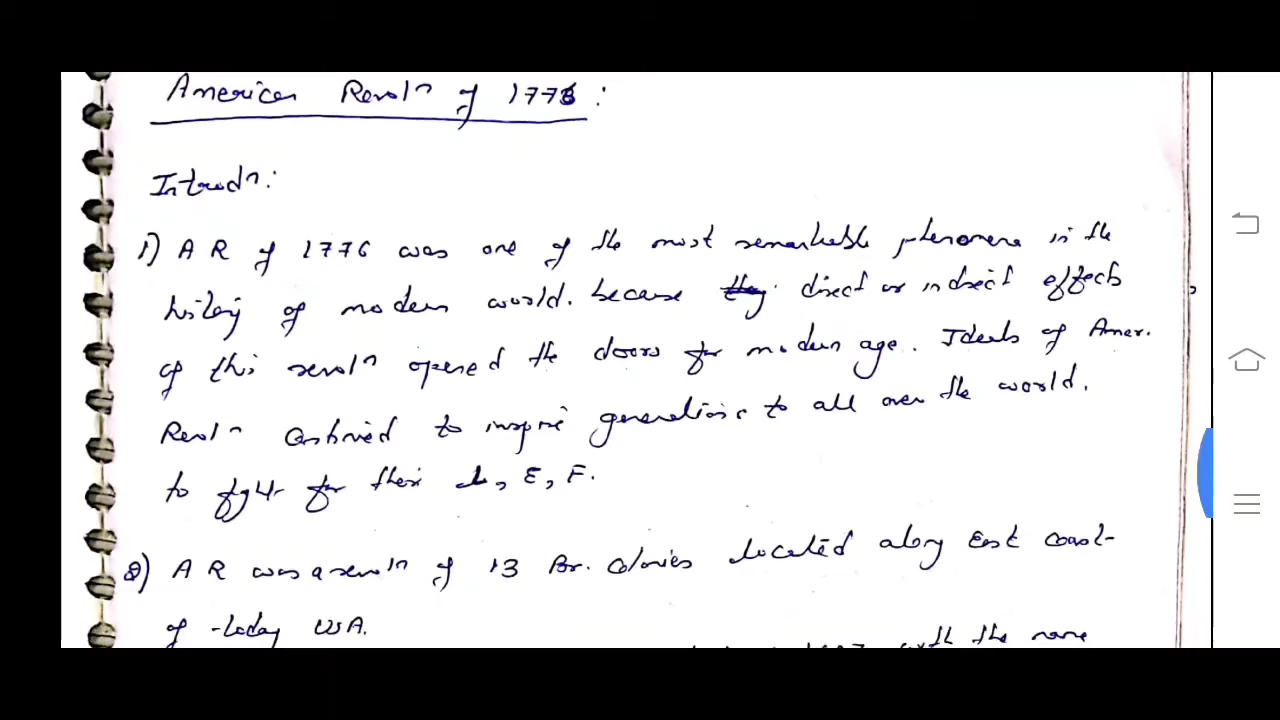 American Revoln of 1776:
Introdn:
1) A R of 1776 was one of the most remarkable phenomena in the
history of modern world. because they direct or indirect effects
of this revoln opened the doors for modern age. Ideals of Amer.
Revoln continued to inspire generations to all over the world.
to fight for their L, E, F.
2) A R was a revoln of 13 Br. Colonies located along East coast
of today USA.
with the name